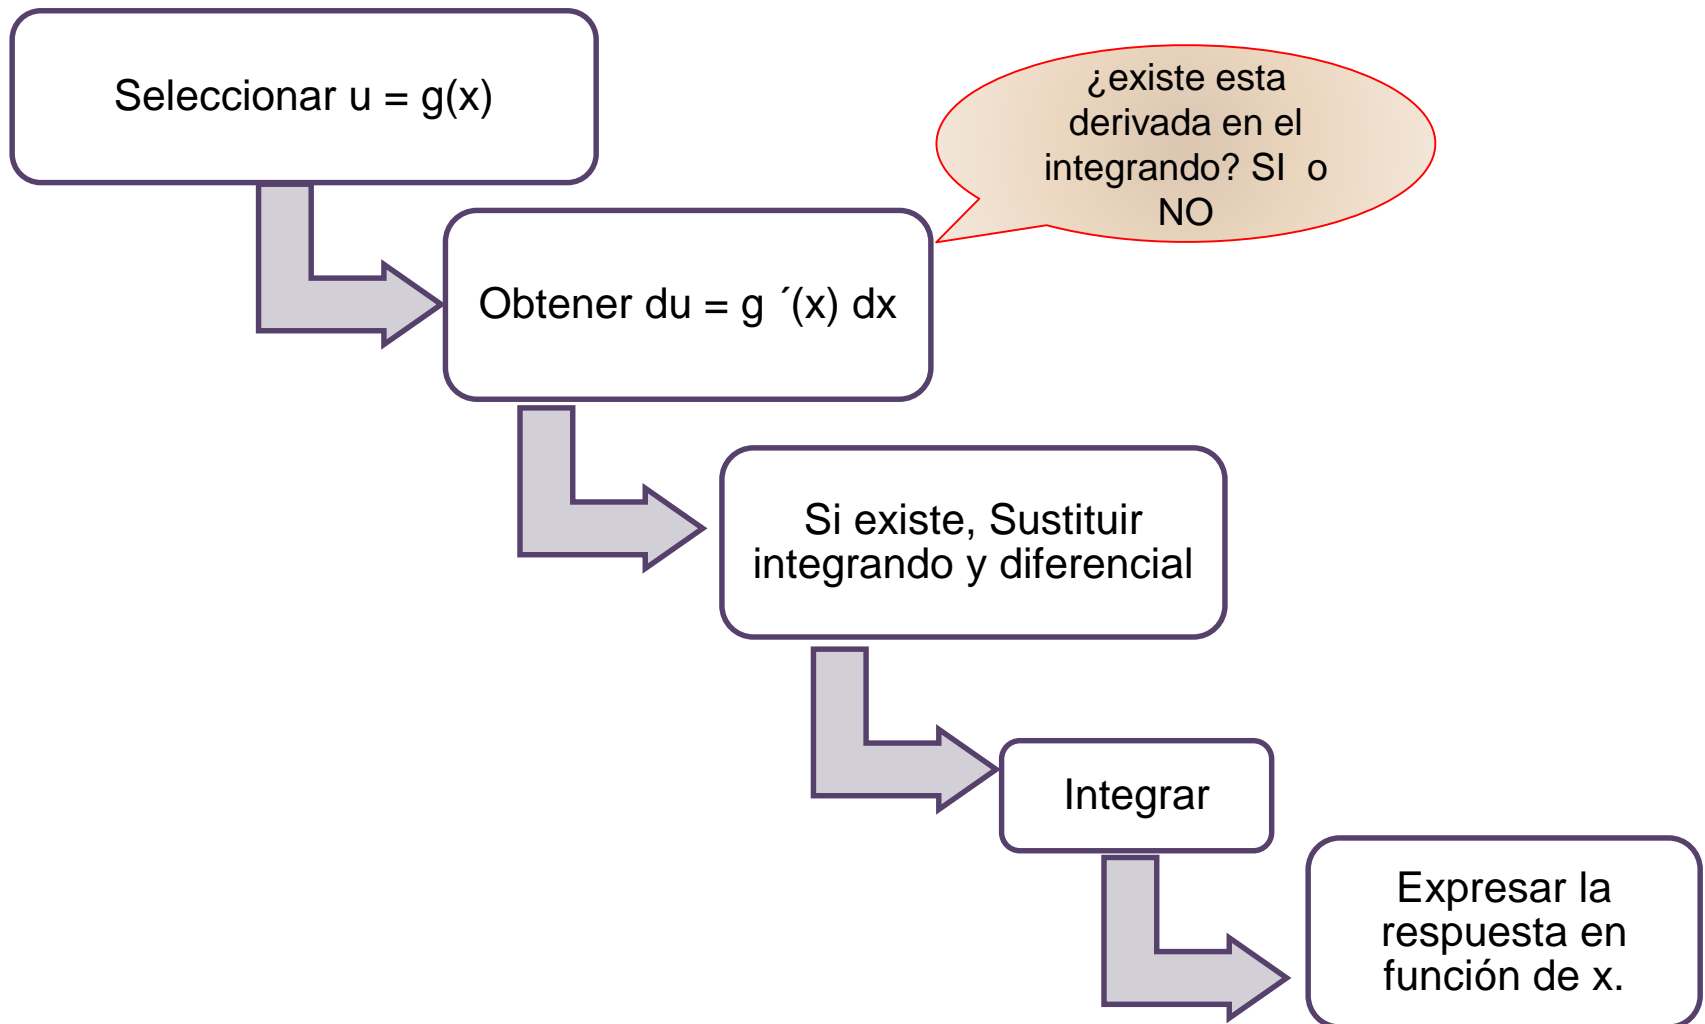 Seleccionar u = g(x)
¿existe esta
derivada en el
integrando? SI  o
NO
Obtener du = g ´(x) dx
Si existe, Sustituir
integrando y diferencial
Integrar
Expresar la
respuesta en
función de x.